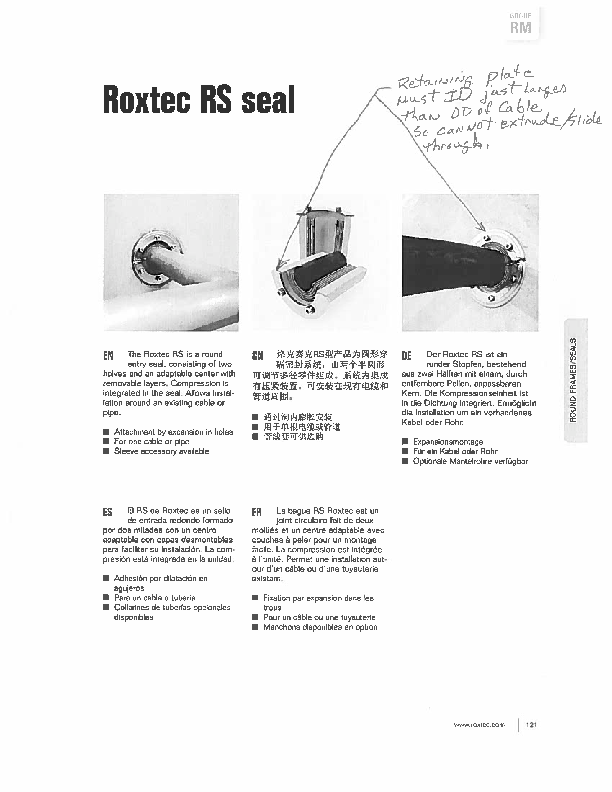 GROUP
RM
Roxtec RS seal
Retaining plate
must ID just larger
than OD of Cable
so cannot extrude/slide
through.
EN The Roxtec RS is a round
entry seal, consisting of two
halves and an adaptable center with
removable layers. Compression is
integrated in the seal. Allows instal-
lation around an existing cable or
pipe.
■ Attachment by expansion in holes
■ For one cable or pipe
■ Sleeve accessory available
CN 烙克赛克RS型产品为圆形穿
隔密封系统，由两个半圆形
可调节多径零件组成。系统为集成
有压紧装置，可安装在现有电缆和
管道周围。
■ 通过洞内膨胀安装
■ 用于单根电缆或管道
■ 套管可供选购
DE Der Roxtec RS ist ein
runder Stopfen, bestehend
aus zwei Hälften mit einem, durch
entfernbare Folien, anpassbaren
Kern. Die Kompressionseinheit ist
in die Dichtung integriert. Ermöglicht
die Installation um ein vorhandenes
Kabel oder Rohr.
■ Expansionsmontage
■ Für ein Kabel oder Rohr
■ Optionale Mantelrohre verfügbar
ROUND FRAMES/SEALS
ES El RS de Roxtec es un sello
de entrada redondo formado
por dos mitades con un centro
adaptable con capas desmontables
para facilitar su instalación. La com-
presión está integrada en la unidad.
■ Adhesión por dilatación en
agujeros
■ Para un cable o tubería
■ Collarines de tuberías opcionales
disponibles
FR La bague RS Roxtec est un
joint circulaire fait de deux
moitiés et un centre adaptable avec
couches à peler pour un montage
facile. La compression est intégrée
à l'unité. Permet une installation aut-
our d'un câble ou d'une tuyauterie
existant.
■ Fixation par expansion dans les
trous
■ Pour un câble ou une tuyauterie
■ Manchons disponibles en option
WWW.ROXTEC.COM 121